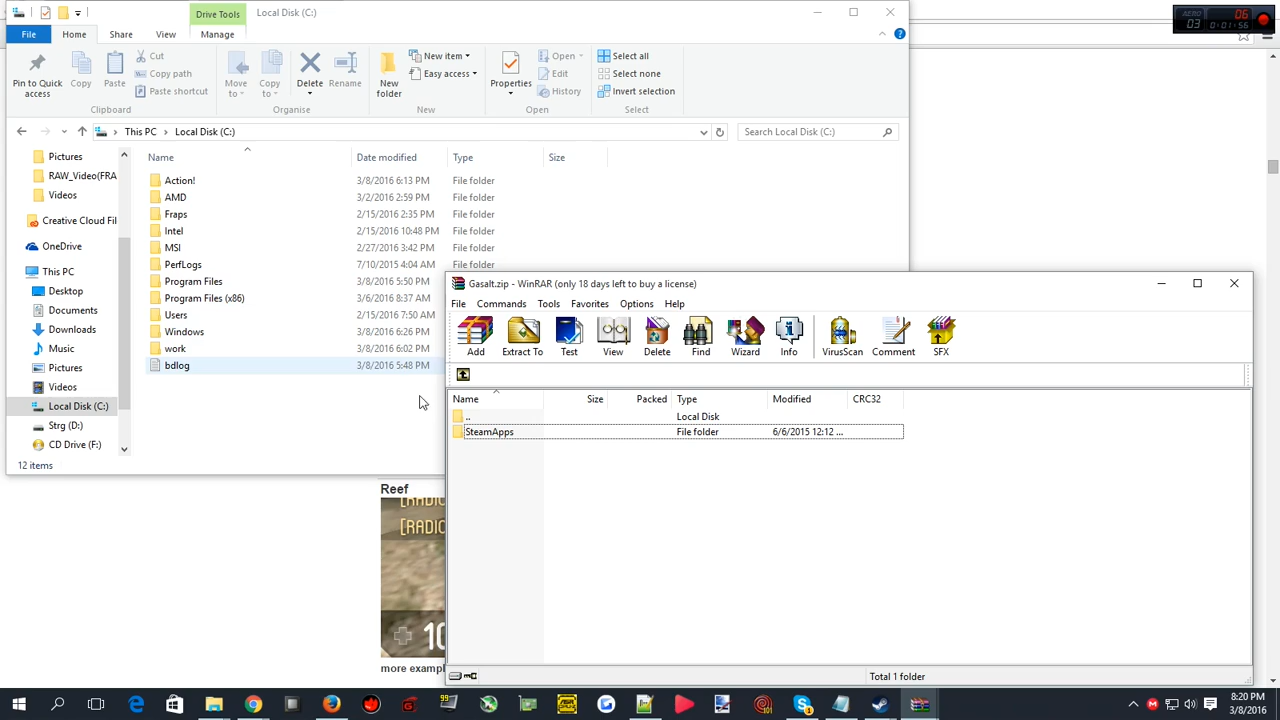 Drive Tools
Local Disk (C:)
File
Home
Share
View
Manage
AERO
03
06
0:01:56
Pin to Quick access
Copy
Paste
Cut
Copy path
Paste shortcut
Clipboard
Move to
Copy to
Delete
Rename
Organise
New folder
New item
Easy access
New
Properties
Open
Edit
History
Open
Select all
Select none
Invert selection
Select
This PC
Local Disk (C:)
Search Local Disk (C:)
Name
Date modified
Type
Size
Pictures
RAW_Video(FRA
Videos
Creative Cloud Fil
OneDrive
This PC
Desktop
Documents
Downloads
Music
Pictures
Videos
Local Disk (C:)
Strg (D:)
CD Drive (F:)
Action! 3/8/2016 6:13 PM File folder
AMD 3/2/2016 2:59 PM File folder
Fraps 2/15/2016 2:35 PM File folder
Intel 2/15/2016 10:48 PM File folder
MSI 2/27/2016 3:42 PM File folder
PerfLogs 7/10/2015 4:04 AM File folder
Program Files 3/8/2016 5:50 PM
Program Files (x86) 3/6/2016 8:37 AM
Users 2/15/2016 7:50 AM
Windows 3/8/2016 6:26 PM
work 3/8/2016 6:02 PM
bdlog 3/8/2016 5:48 PM
12 items
Gasalt.zip - WinRAR (only 18 days left to buy a license)
File Commands Tools Favorites Options Help
Add Extract To Test View Delete Find Wizard Info VirusScan Comment SFX
Name Size Packed Type Modified CRC32
.. Local Disk
SteamApps File folder 6/6/2015 12:12 ...
Total 1 folder
Reef
[RADIO
[RADIO
10
more exampl
8:20 PM
3/8/2016